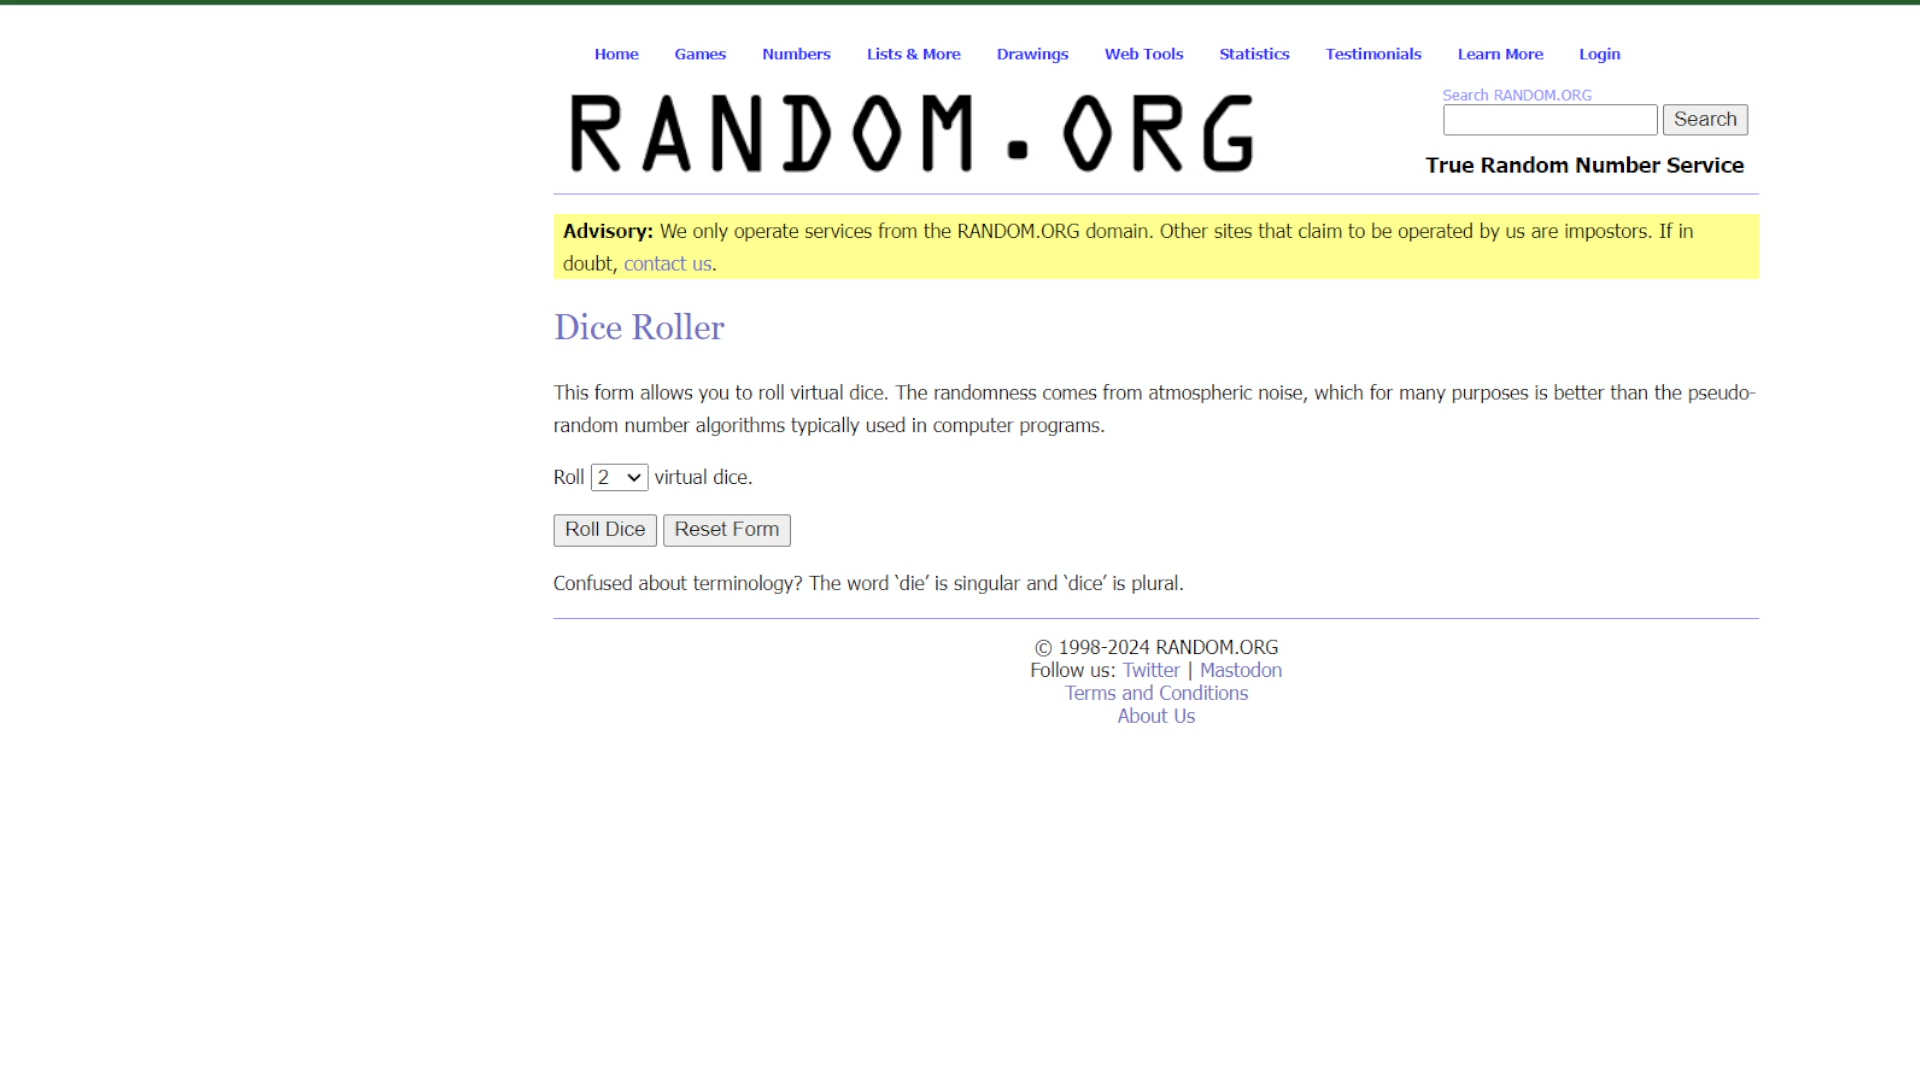 Home Games Numbers Lists & More Drawings Web Tools Statistics Testimonials Learn More Login
RANDOM.ORG
Search RANDOM.ORG
Search
True Random Number Service
Advisory: We only operate services from the RANDOM.ORG domain. Other sites that claim to be operated by us are impostors. If in
doubt, contact us.
Dice Roller
This form allows you to roll virtual dice. The randomness comes from atmospheric noise, which for many purposes is better than the pseudo-
random number algorithms typically used in computer programs.
Roll 2 virtual dice.
Roll Dice Reset Form
Confused about terminology? The word ‘die’ is singular and ‘dice’ is plural.
© 1998-2024 RANDOM.ORG
Follow us: Twitter | Mastodon
Terms and Conditions
About Us